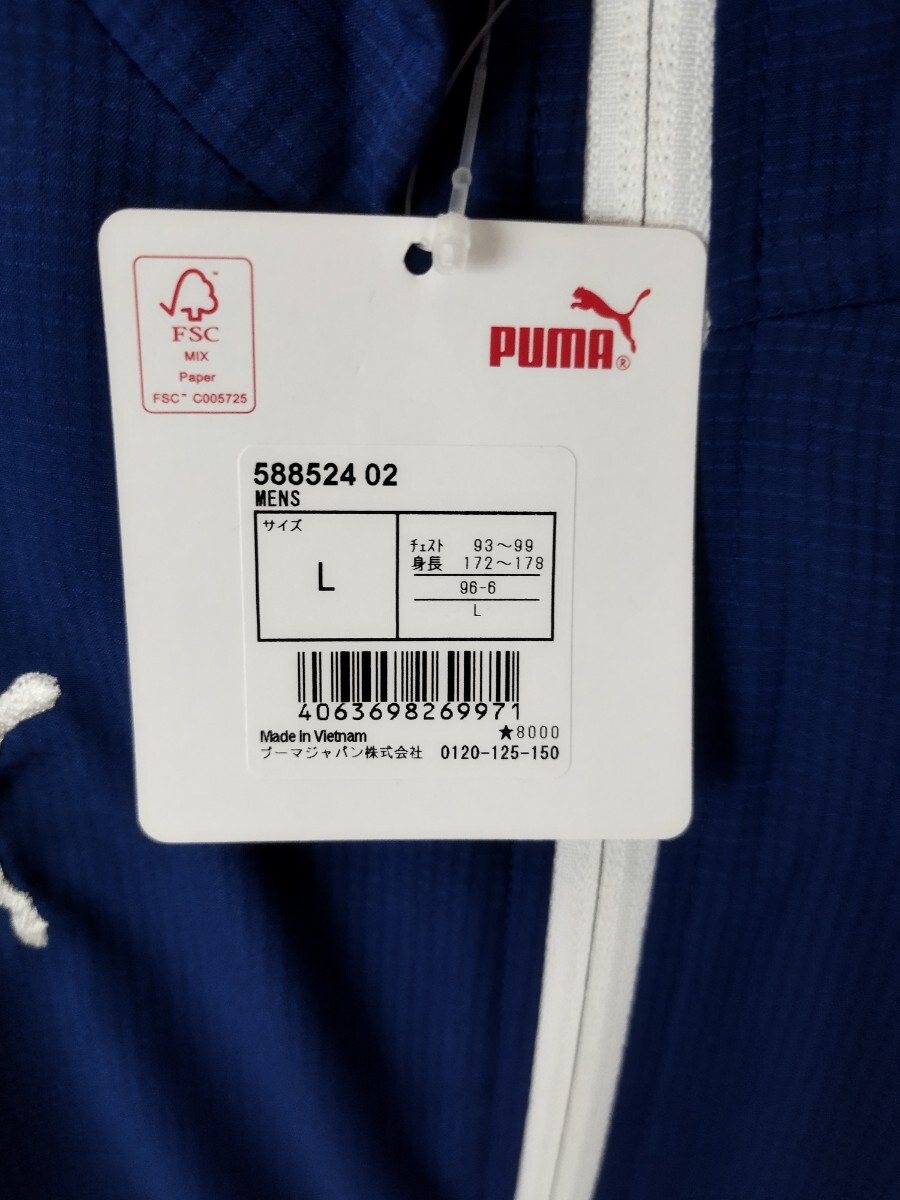 FSC
MIX
Paper
FSC™ C005725
PUMA®
588524 02
MENS
サイズ
L
チェスト 93～99
身長 172～178
96-6
L
4063698269971
Made in Vietnam ★8000
プーマジャパン株式会社 0120-125-150